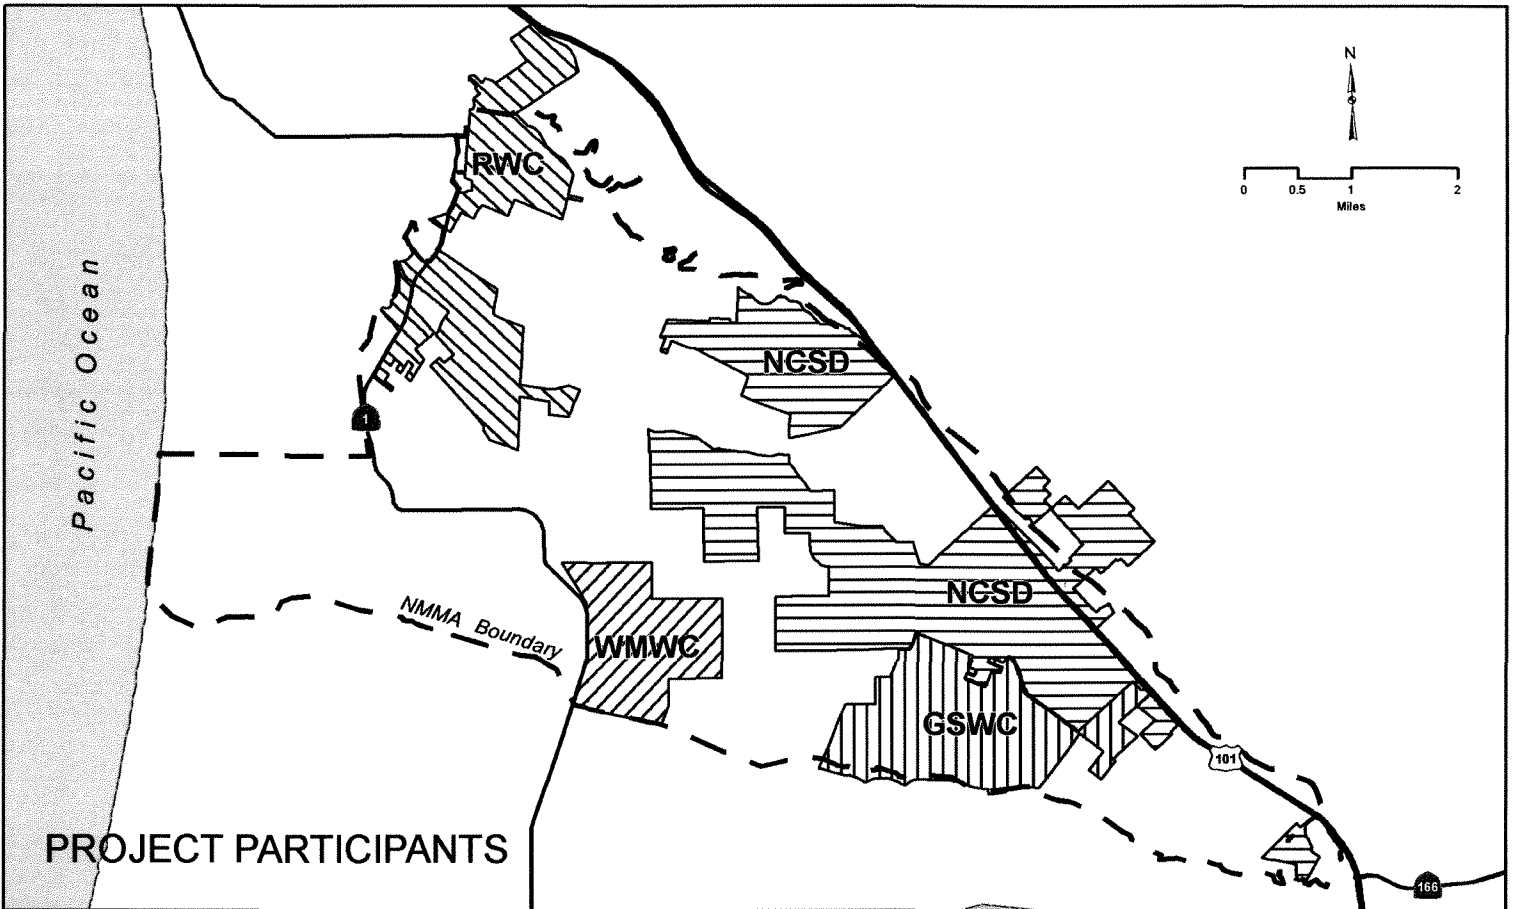 N
0 0.5 1 2
Miles
RWC
Pacific Ocean
NCSD
1
NCSD
NMMA Boundary
WMWC
GSWC
101
PROJECT PARTICIPANTS
166